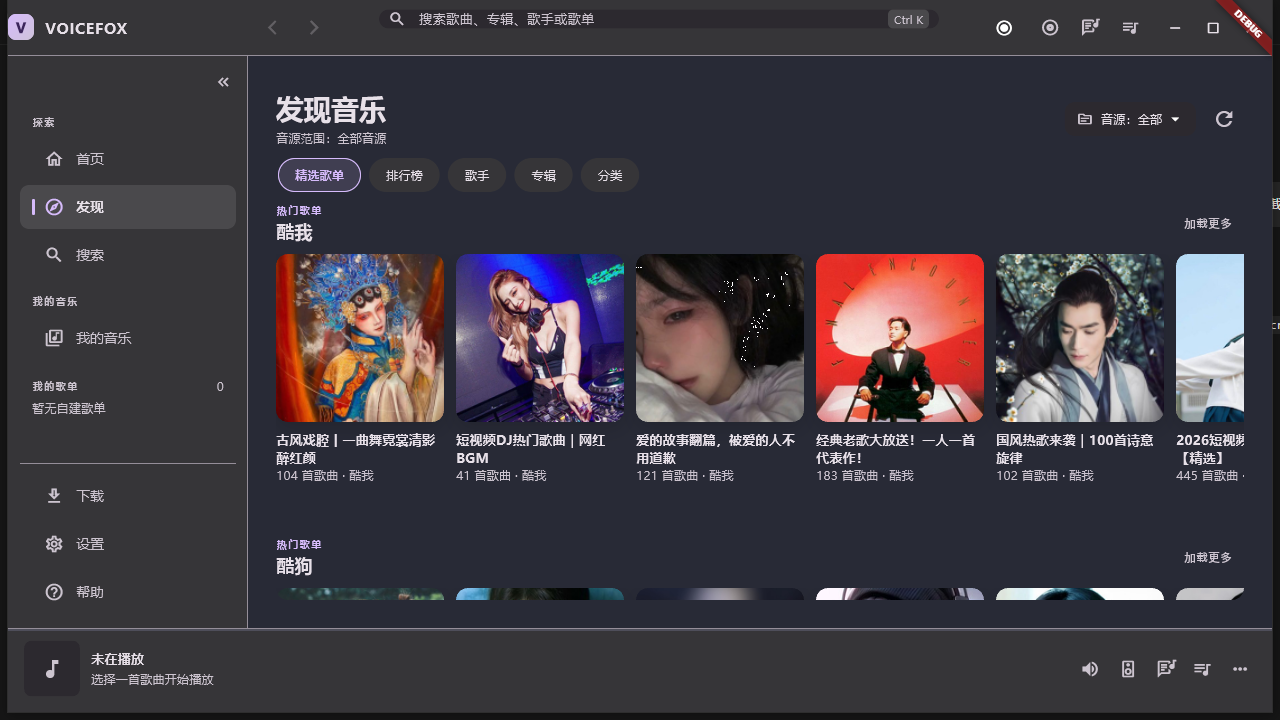 V VOICEFOX
搜索歌曲、专辑、歌手或歌单
Ctrl K
DEBUG
探索
首页
发现
搜索
我的音乐
我的音乐
我的歌单 0
暂无自建歌单
下载
设置
帮助
发现音乐
音源范围：全部音源
音源：全部
精选歌单 排行榜 歌手 专辑 分类
热门歌单
酷我
加载更多
古风戏腔丨一曲舞霓裳清影
醉红颜
104 首歌曲 · 酷我
短视频DJ热门歌曲 | 网红
BGM
41 首歌曲 · 酷我
爱的故事翻篇，被爱的人不
用道歉
121 首歌曲 · 酷我
经典老歌大放送！一人一首
代表作！
183 首歌曲 · 酷我
国风热歌来袭 | 100首诗意
旋律
102 首歌曲 · 酷我
2026短视频
【精选】
445 首歌曲 ·
热门歌单
酷狗
加载更多
未在播放
选择一首歌曲开始播放